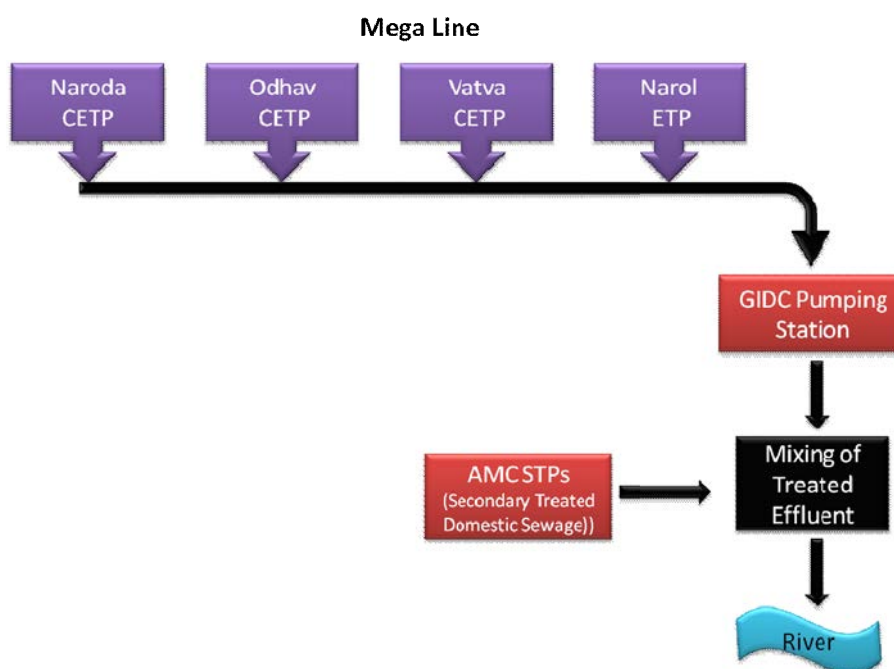 Mega Line
Naroda
CETP
Odhav
CETP
Vatva
CETP
Narol
ETP
GIDC Pumping
Station
AMC STPs
(Secondary Treated
Domestic Sewage))
Mixing of
Treated
Effluent
River